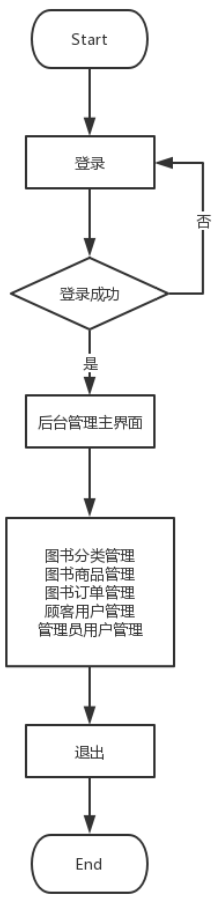 Start
登录
否
登录成功
是
后台管理主界面
图书分类管理
图书商品管理
图书订单管理
顾客用户管理
管理员用户管理
退出
End